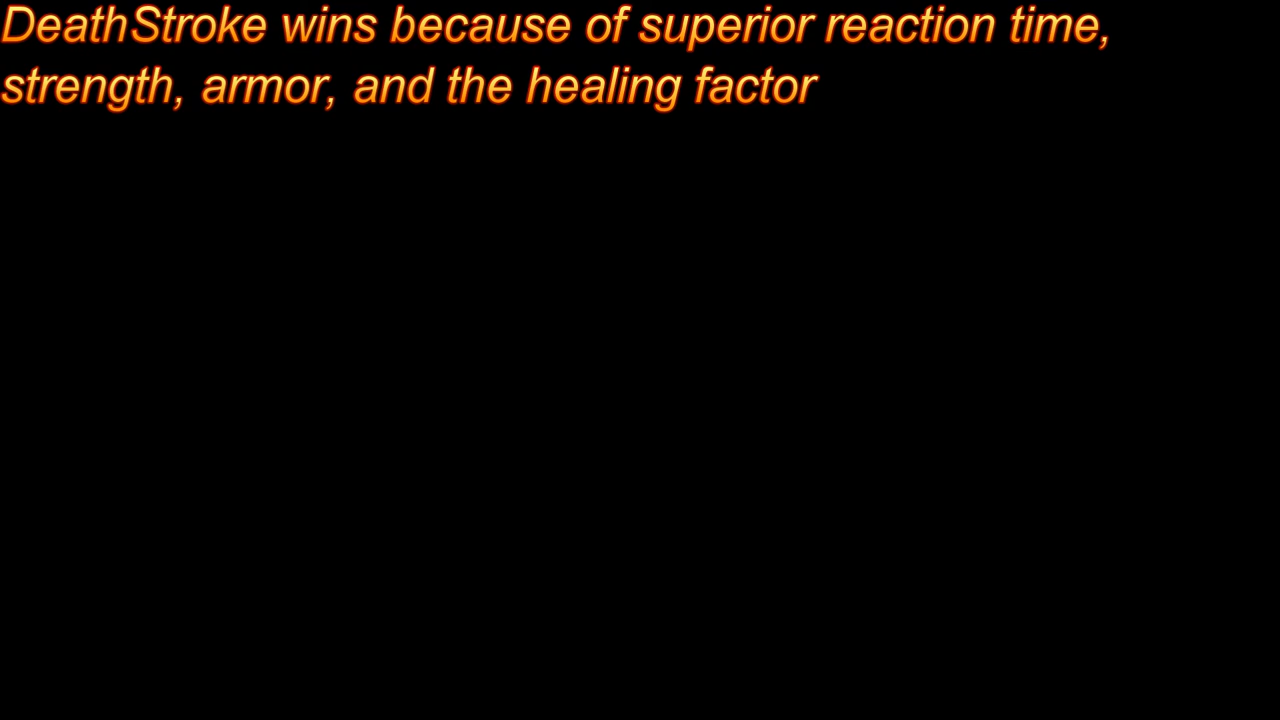 DeathStroke wins because of superior reaction time,
strength, armor, and the healing factor